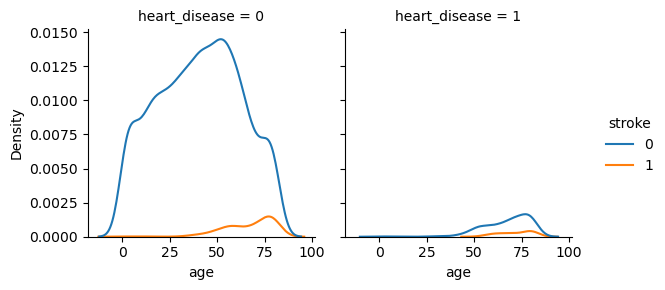 heart_disease = 0
heart_disease = 1
0.0150
0.0125
0.0100
0.0075
0.0050
0.0025
0.0000
Density
0 25 50 75 100
0 25 50 75 100
age
age
stroke
0
1